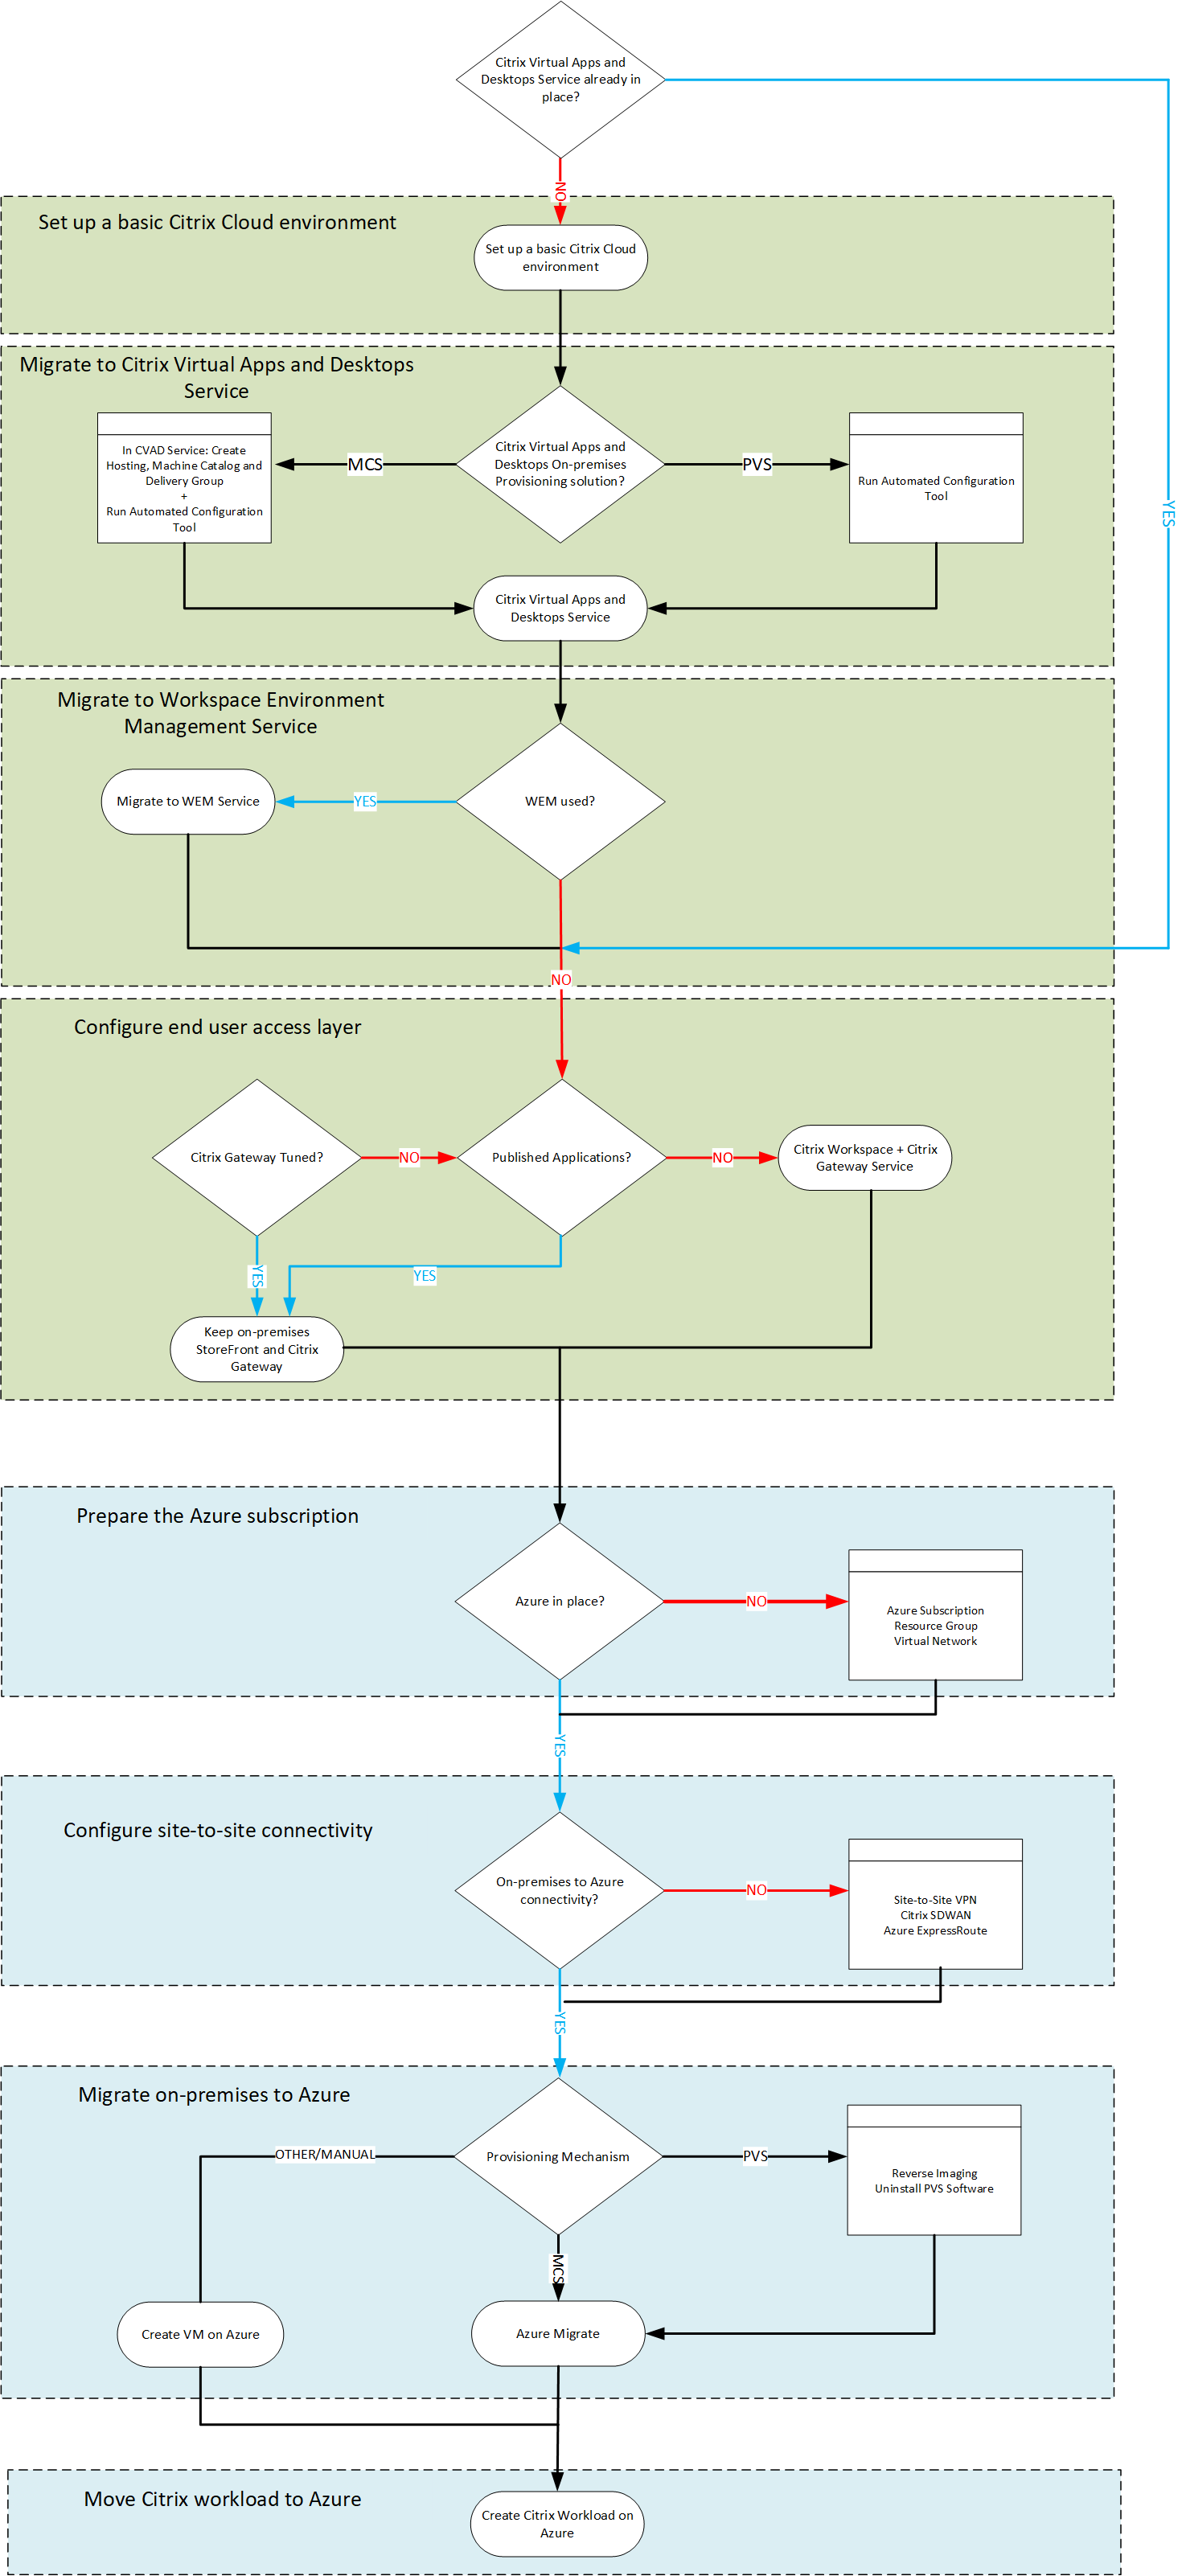 Citrix Virtual Apps and
Desktops Service already in
place?
NO
Set up a basic Citrix Cloud environment
Set up a basic Citrix Cloud
environment
Migrate to Citrix Virtual Apps and Desktops
Service
In CVAD Service: Create
Hosting, Machine Catalog and
Delivery Group
+
Run Automated Configuration
Tool
MCS
Citrix Virtual Apps and
Desktops On-premises
Provisioning solution?
PVS
Run Automated Configuration
Tool
YES
Citrix Virtual Apps and
Desktops Service
Migrate to Workspace Environment
Management Service
Migrate to WEM Service
YES
WEM used?
NO
Configure end user access layer
Citrix Gateway Tuned?
NO
Published Applications?
NO
Citrix Workspace + Citrix
Gateway Service
YES
YES
Keep on-premises
StoreFront and Citrix
Gateway
Prepare the Azure subscription
Azure in place?
NO
Azure Subscription
Resource Group
Virtual Network
YES
Configure site-to-site connectivity
On-premises to Azure
connectivity?
NO
Site-to-Site VPN
Citrix SDWAN
Azure ExpressRoute
YES
Migrate on-premises to Azure
OTHER/MANUAL
Provisioning Mechanism
PVS
Reverse Imaging
Uninstall PVS Software
MCS
Create VM on Azure
Azure Migrate
Move Citrix workload to Azure
Create Citrix Workload on
Azure